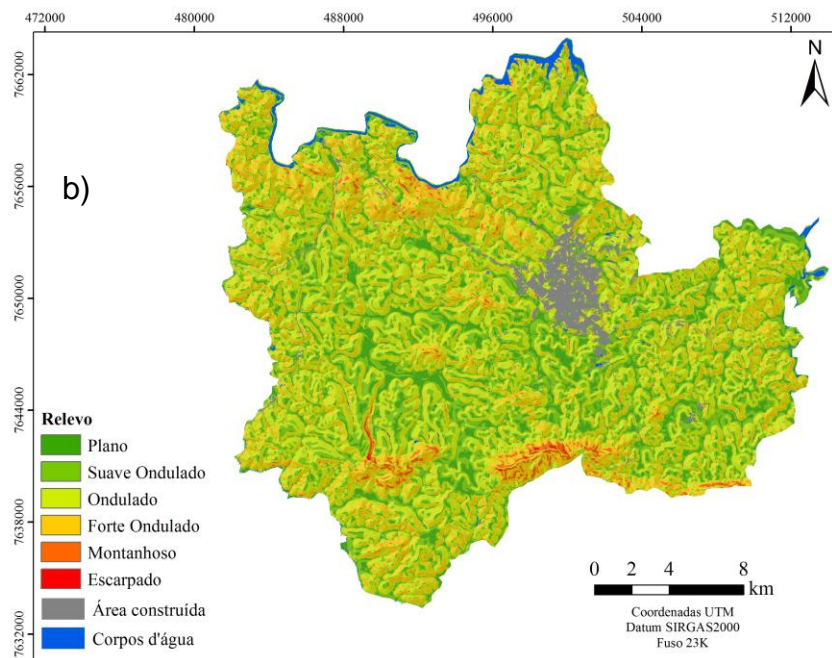 472000 480000 488000 496000 504000 512000
N
7662000
7656000
7650000
7644000
7638000
7632000
b)
Relevo
Plano
Suave Ondulado
Ondulado
Forte Ondulado
Montanhoso
Escarpado
Área construída
Corpos d'água
0 2 4 8
km
Coordenadas UTM
Datum SIRGAS2000
Fuso 23K